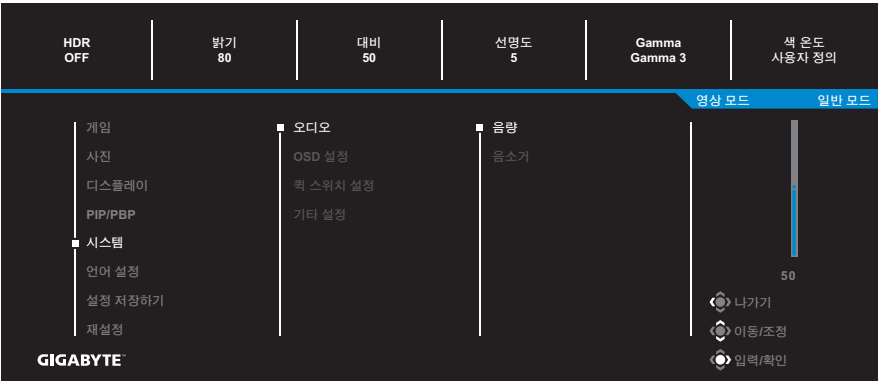 HDR
OFF
밝기
80
대비
50
선명도
5
Gamma
Gamma 3
색 온도
사용자 정의
영상 모드 일반 모드
게임
사진
디스플레이
PIP/PBP
시스템
언어 설정
설정 저장하기
재설정
오디오
OSD 설정
퀵 스위치 설정
기타 설정
음량
음소거
50
나가기
이동/조정
입력/확인
GIGABYTE™